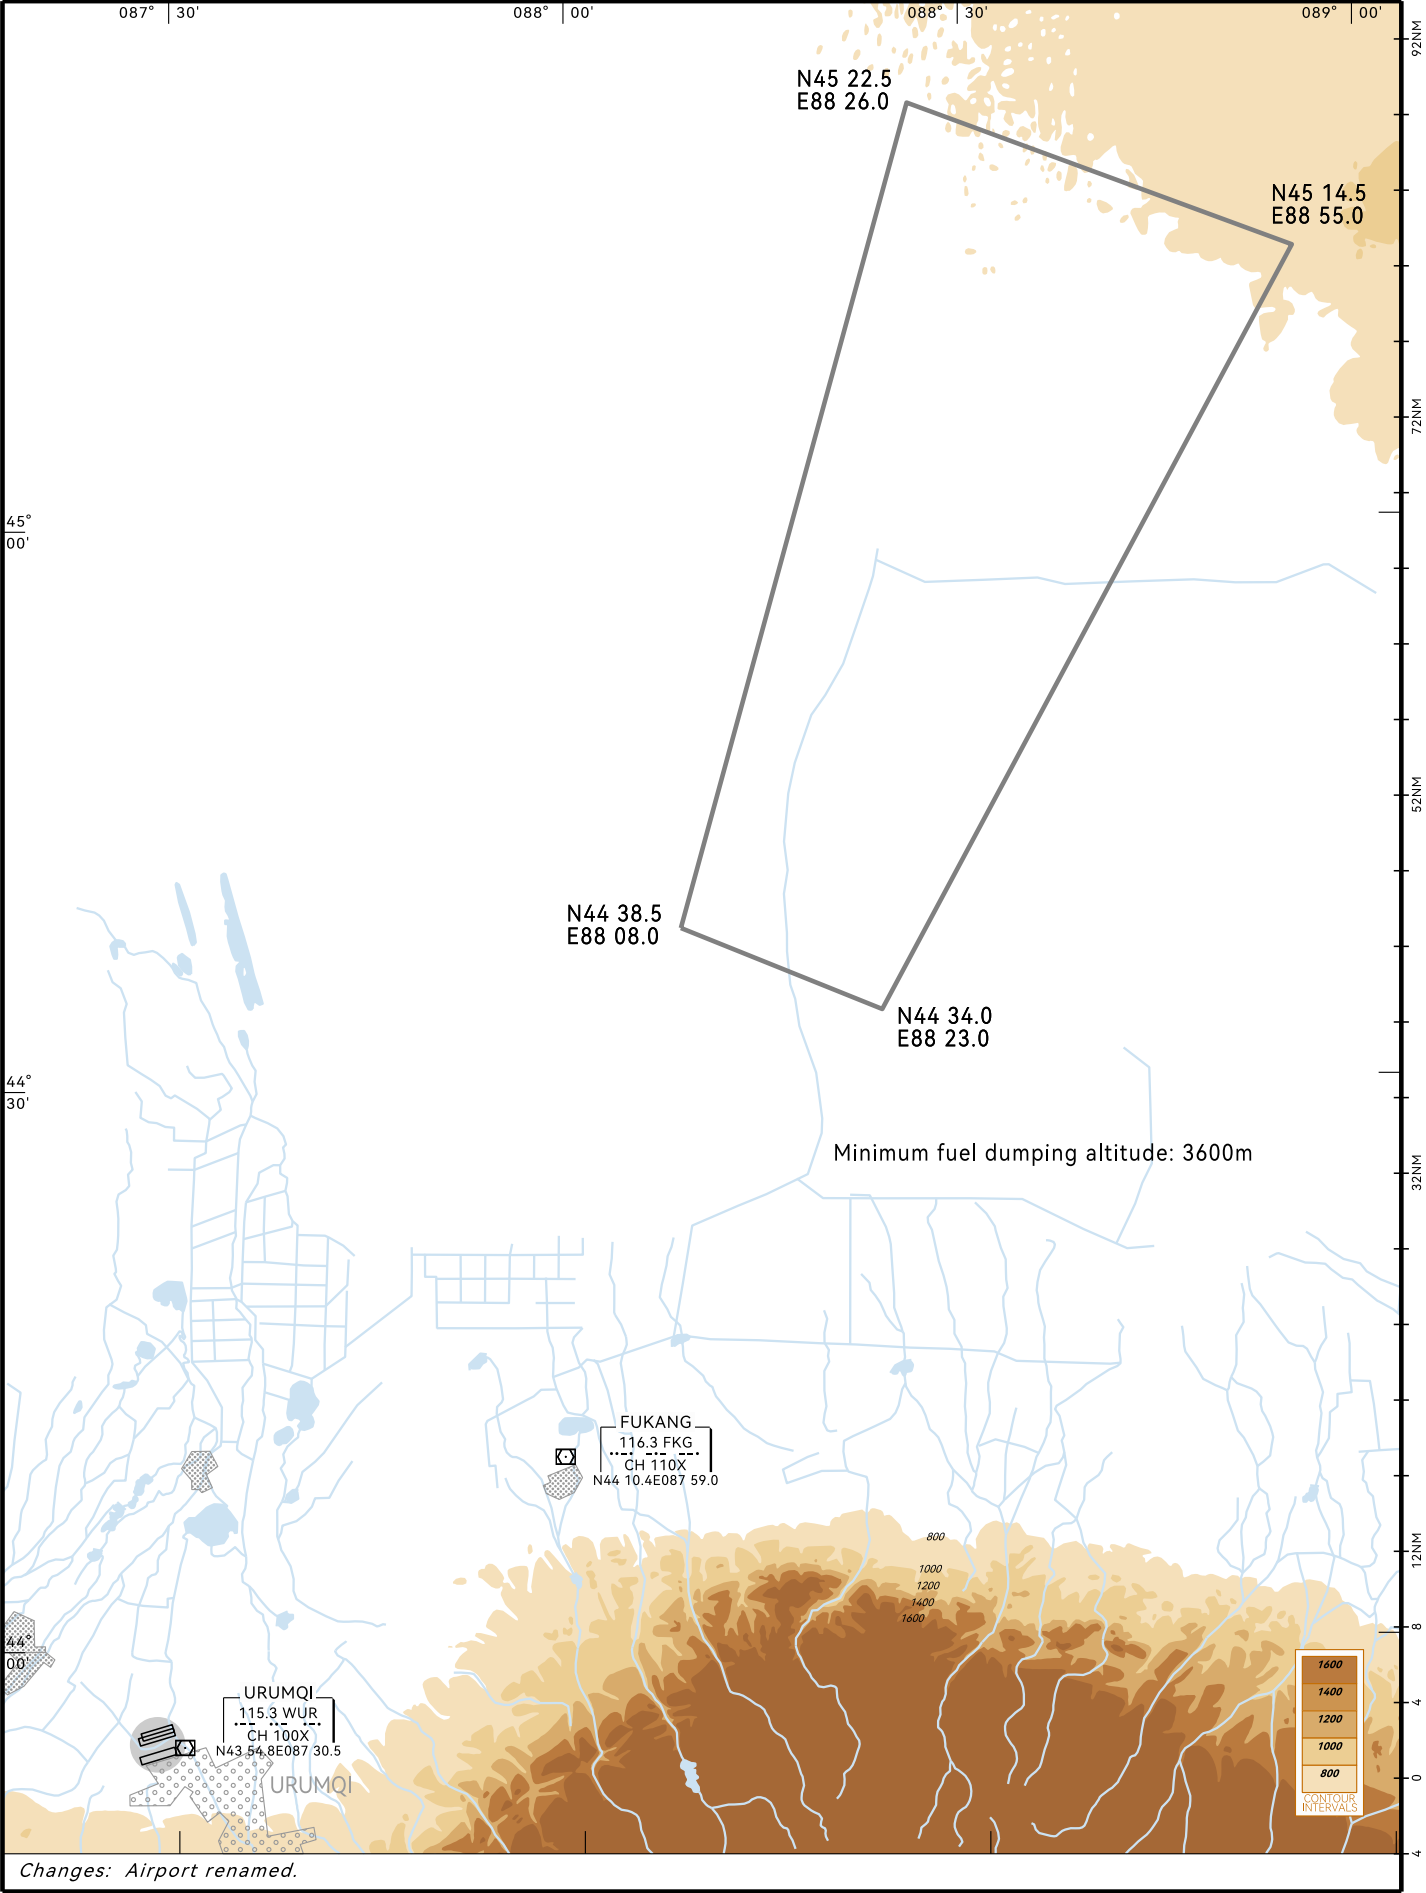 087° 30'
088° 00'
088° 30'
089° 00'
92NM
N45 22.5
E88 26.0
N45 14.5
E88 55.0
72NM
45°
00'
52NM
N44 38.5
E88 08.0
N44 34.0
E88 23.0
44°
30'
Minimum fuel dumping altitude: 3600m
32NM
FUKANG
116.3 FKG
CH 110X
N44 10.4E087 59.0
800
1000
1200
1400
1600
12NM
8
44°
00'
1600
1400
1200
1000
800
CONTOUR
INTERVALS
4
0
4
URUMQI
115.3 WUR
CH 100X
N43 54.8E087 30.5
URUMQI
Changes: Airport renamed.